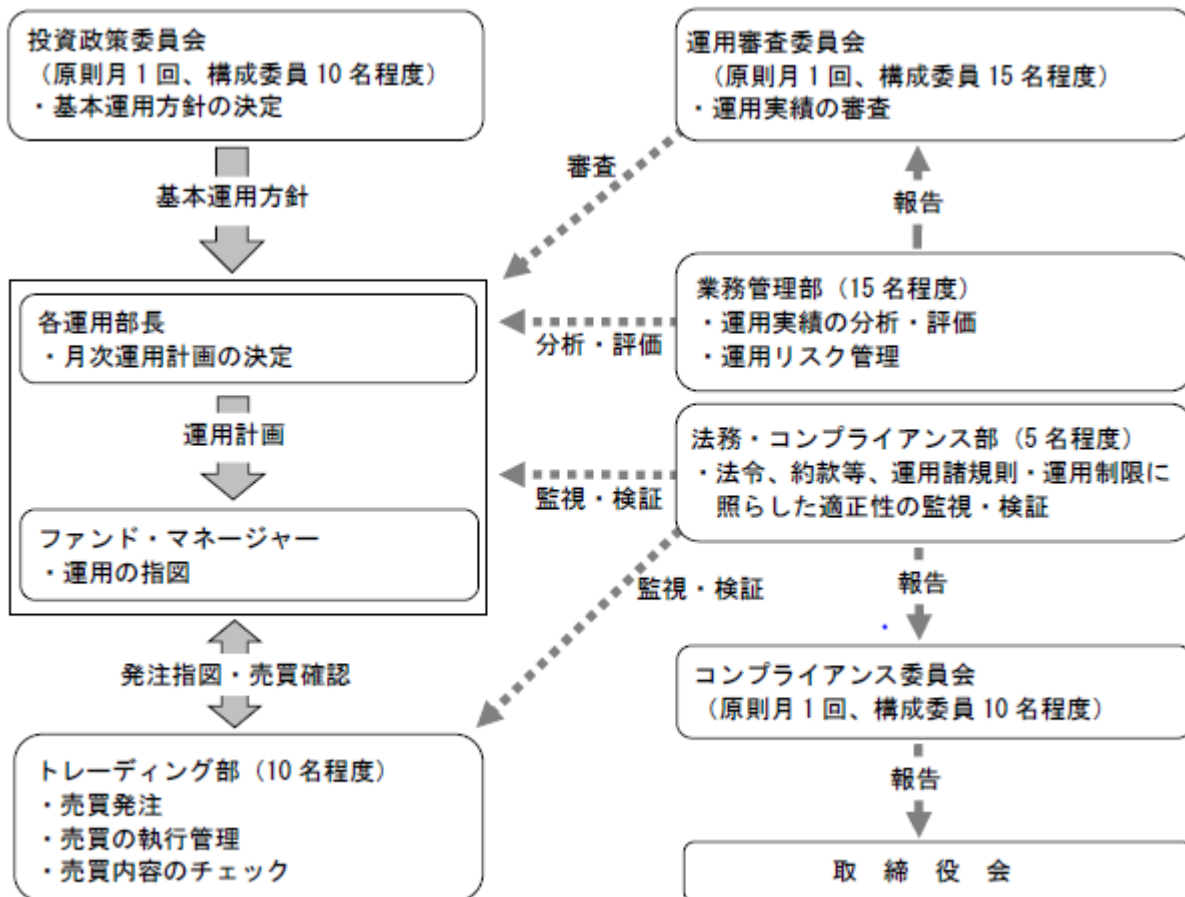 投資政策委員会
（原則月1回、構成委員10名程度）
・基本運用方針の決定
基本運用方針
各運用部長
・月次運用計画の決定
運用計画
ファンド・マネージャー
・運用の指図
発注指図・売買確認
トレーディング部（10名程度）
・売買発注
・売買の執行管理
・売買内容のチェック
運用審査委員会
（原則月1回、構成委員15名程度）
・運用実績の審査
審査
報告
業務管理部（15名程度）
・運用実績の分析・評価
・運用リスク管理
分析・評価
法務・コンプライアンス部（5名程度）
・法令、約款等、運用諸規則・運用制限に
照らした適正性の監視・検証
監視・検証
監視・検証
報告
コンプライアンス委員会
（原則月1回、構成委員10名程度）
報告
取 締 役 会